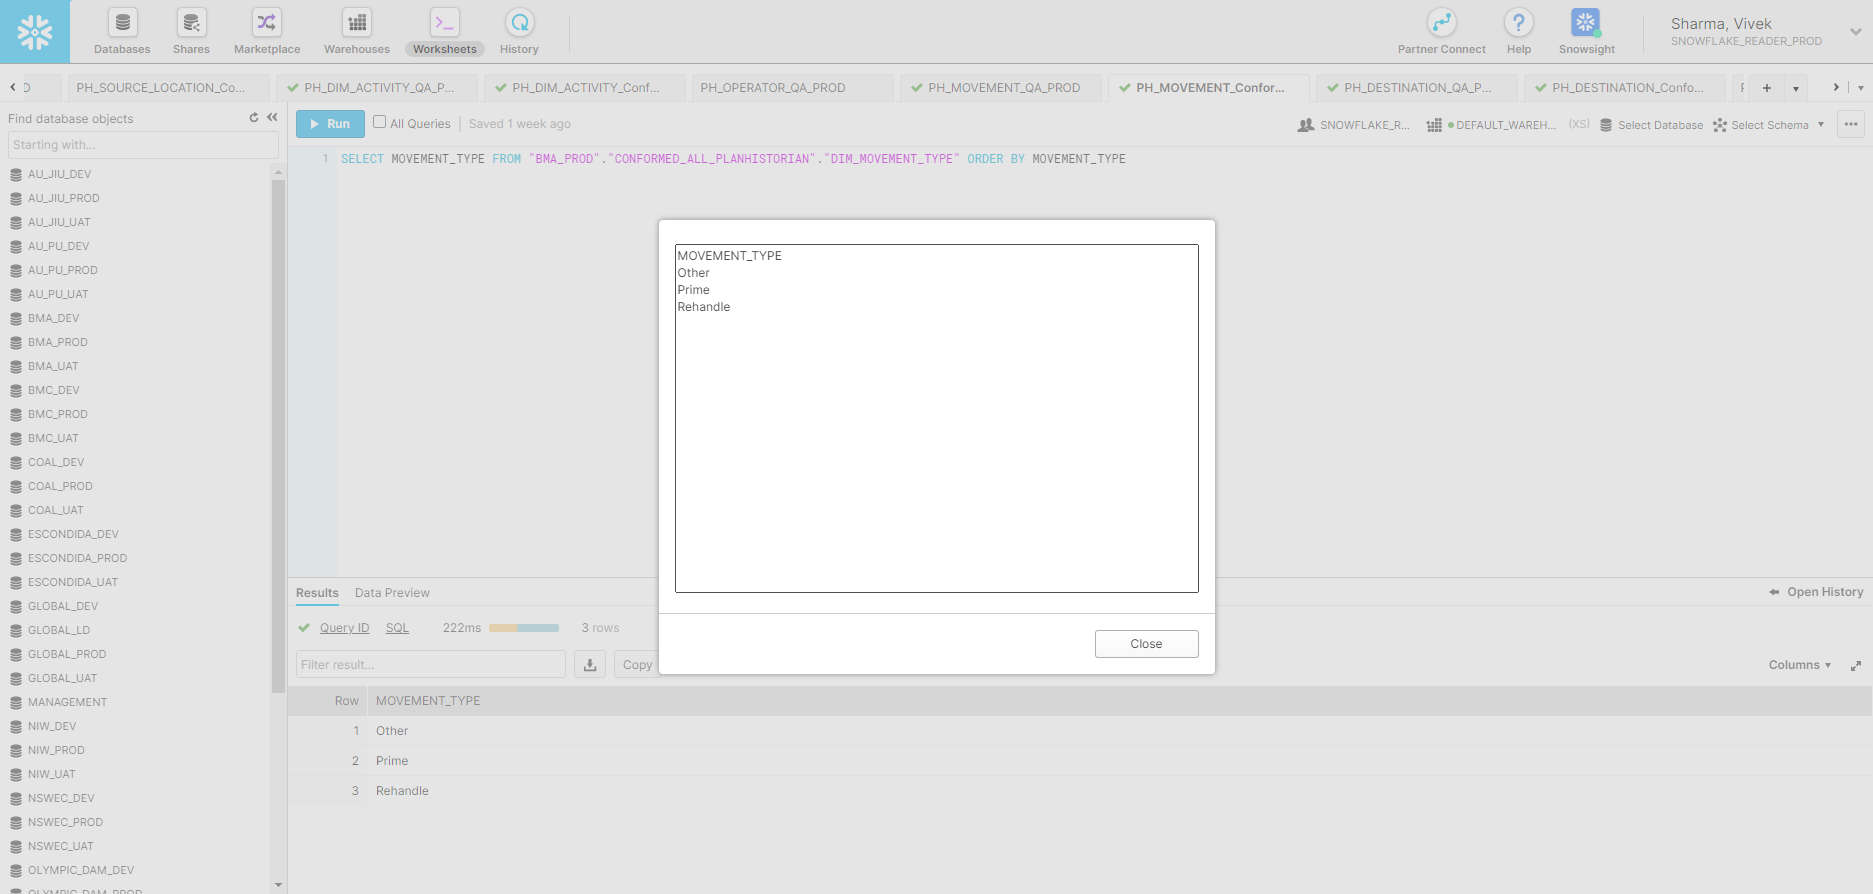 Databases
Shares
Marketplace
Warehouses
Worksheets
History
Partner Connect
Help
Snowsight
Sharma, Vivek
SNOWFLAKE_READER_PROD
PH_SOURCE_LOCATION_Co...
PH_DIM_ACTIVITY_QA_P...
PH_DIM_ACTIVITY_Conf...
PH_OPERATOR_QA_PROD
PH_MOVEMENT_QA_PROD
PH_MOVEMENT_Confor...
PH_DESTINATION_QA_P...
PH_DESTINATION_Confo...
Find database objects
Starting with...
Run
All Queries
Saved 1 week ago
SNOWFLAKE_R...
DEFAULT_WAREH...
(XS)
Select Database
Select Schema
1 SELECT MOVEMENT_TYPE FROM "BMA_PROD"."CONFORMED_ALL_PLANHISTORIAN"."DIM_MOVEMENT_TYPE" ORDER BY MOVEMENT_TYPE
AU_JIU_DEV
AU_JIU_PROD
AU_JIU_UAT
AU_PU_DEV
AU_PU_PROD
AU_PU_UAT
BMA_DEV
BMA_PROD
BMA_UAT
BMC_DEV
BMC_PROD
BMC_UAT
COAL_DEV
COAL_PROD
COAL_UAT
ESCONDIDA_DEV
ESCONDIDA_PROD
ESCONDIDA_UAT
GLOBAL_DEV
GLOBAL_LD
GLOBAL_PROD
GLOBAL_UAT
MANAGEMENT
NIW_DEV
NIW_PROD
NIW_UAT
NSWEC_DEV
NSWEC_PROD
NSWEC_UAT
OLYMPIC_DAM_DEV
OLYMPIC_DAM_PROD
MOVEMENT_TYPE
Other
Prime
Rehandle
Close
Results
Data Preview
Open History
Query ID
SQL
222ms
3 rows
Filter result...
Copy
Columns
Row MOVEMENT_TYPE
1 Other
2 Prime
3 Rehandle